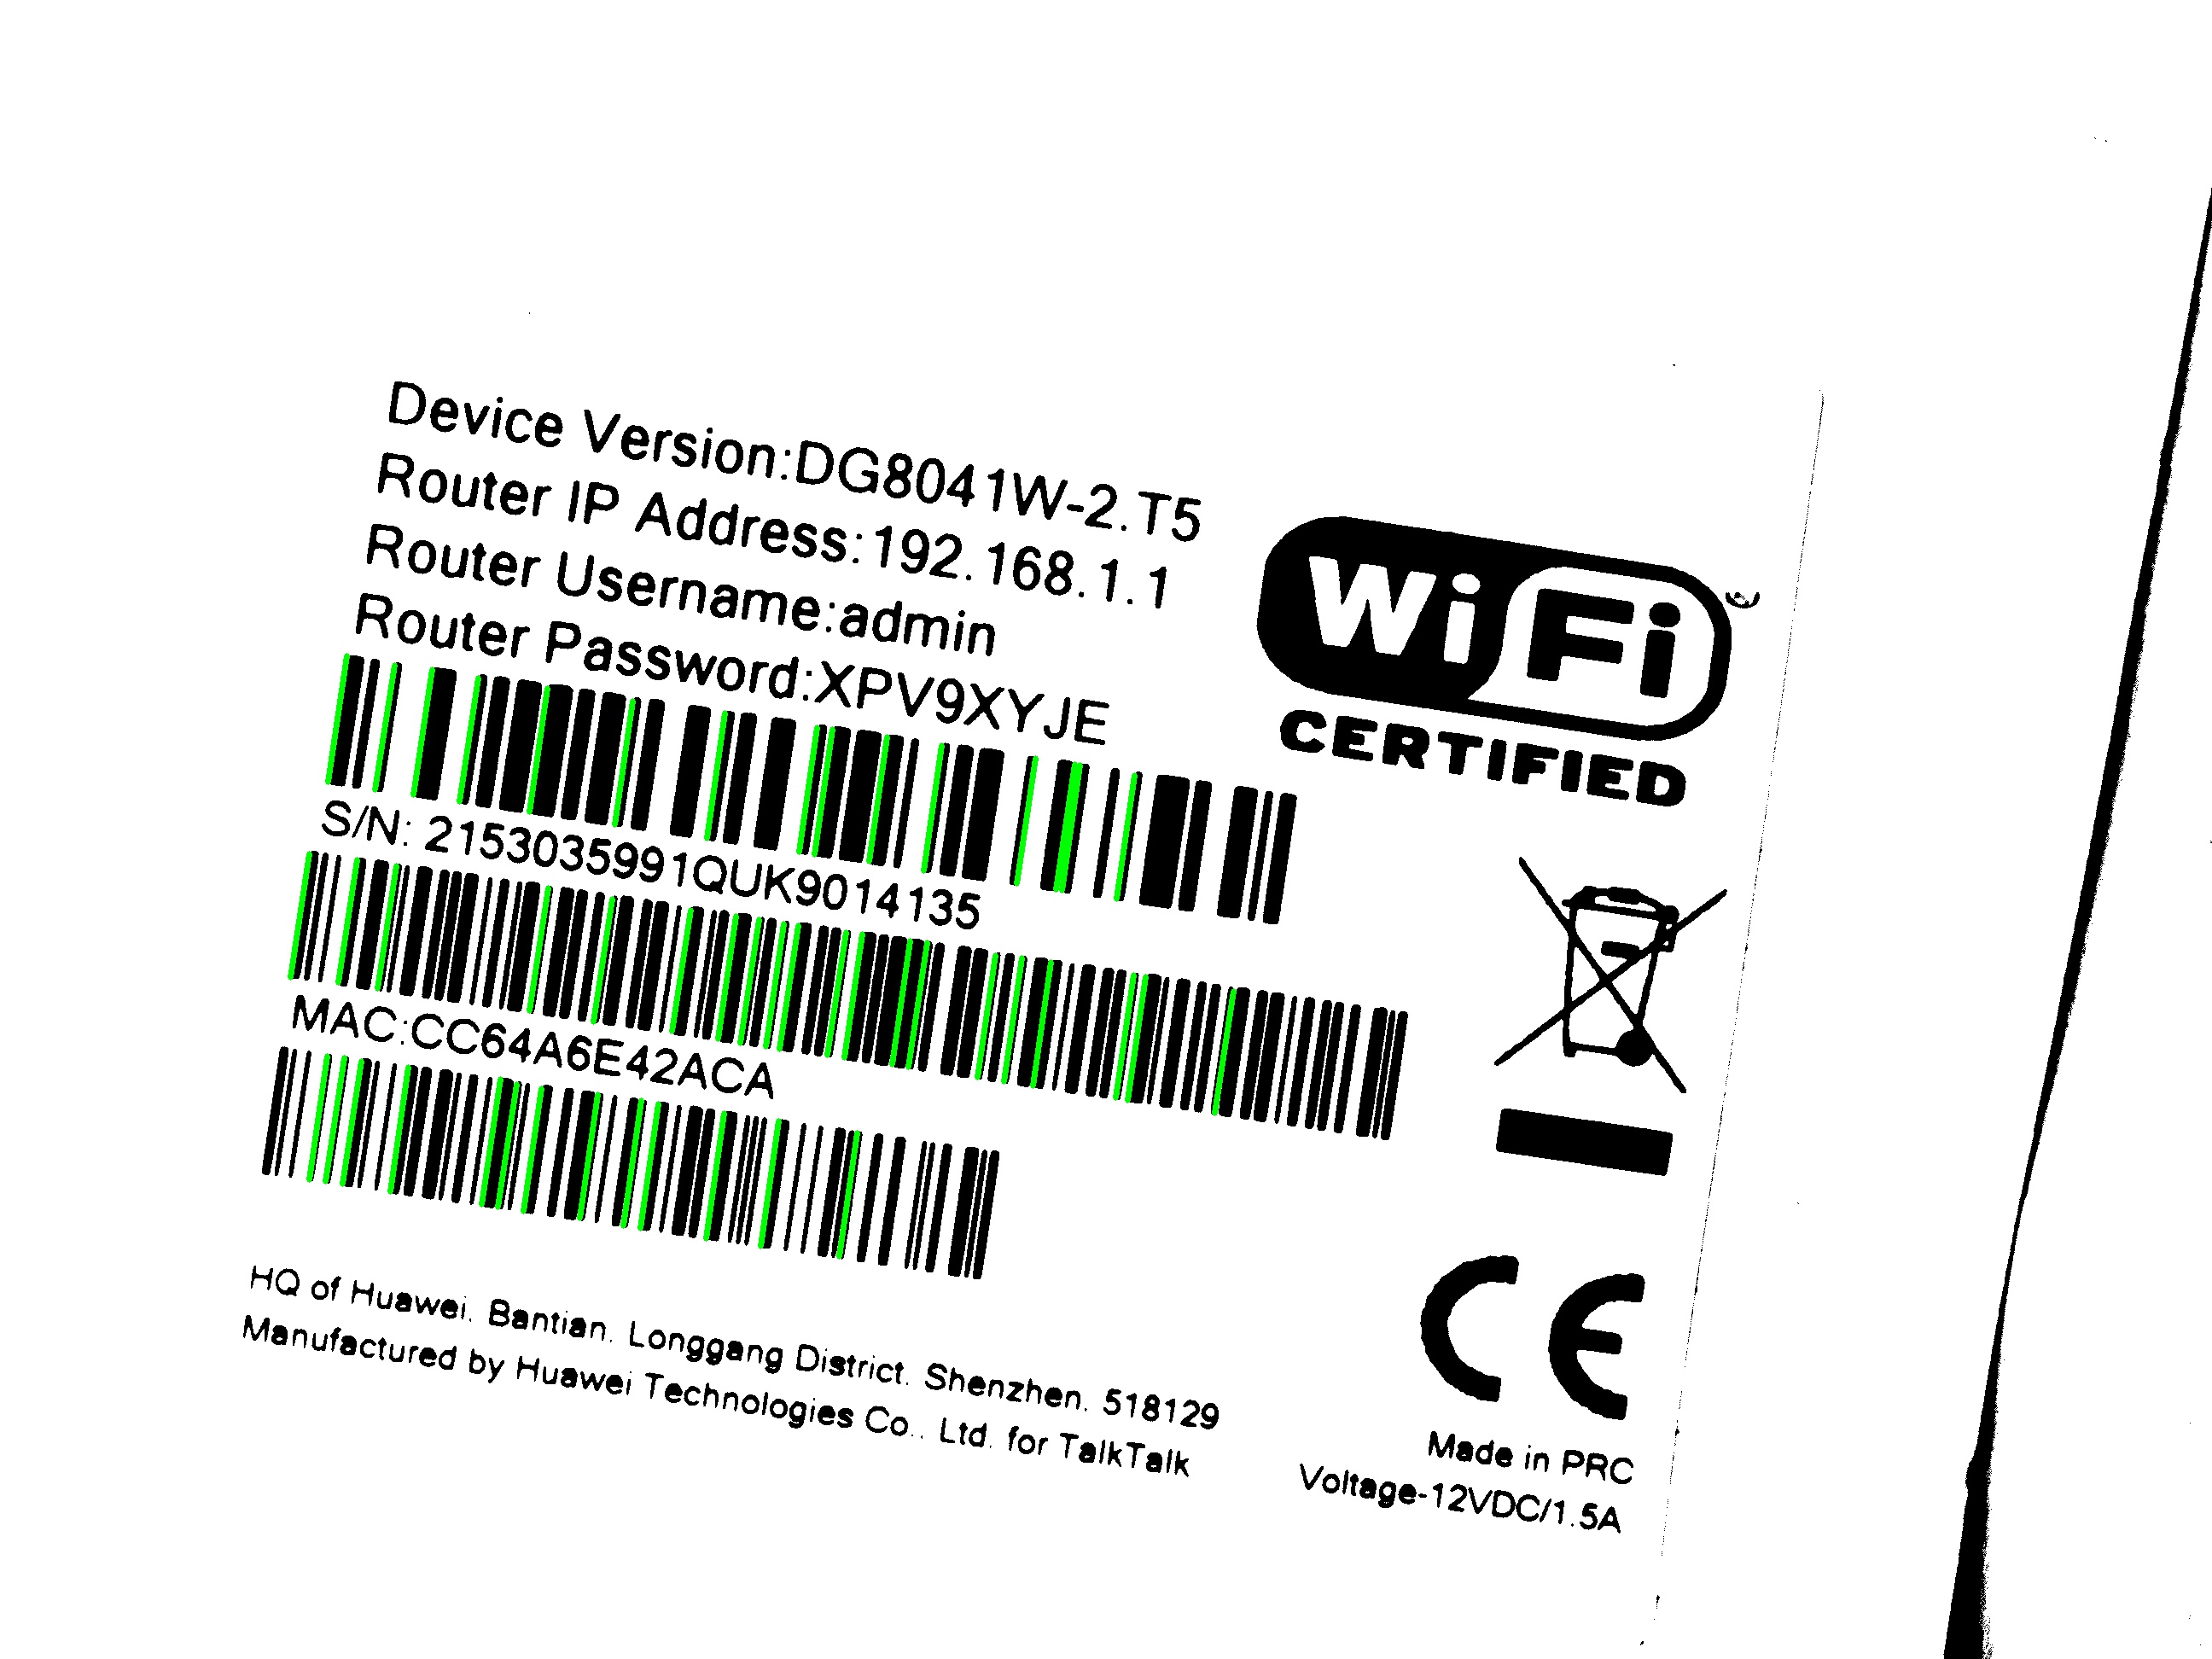 Device Version:DG8041W-2.T5
Router IP Address:192.168.1.1
Router Username:admin
Router Password:XPV9XYJE
S/N: 2153035991QUK9014135
MAC:CC64A6E42ACA
HQ of Huawei. Bantian. Longgang District. Shenzhen. 518129
Manufactured by Huawei Technologies Co.. Ltd. for TalkTalk
WiFi
CERTIFIED
CE
Made in PRC
Voltage-12VDC/1.5A